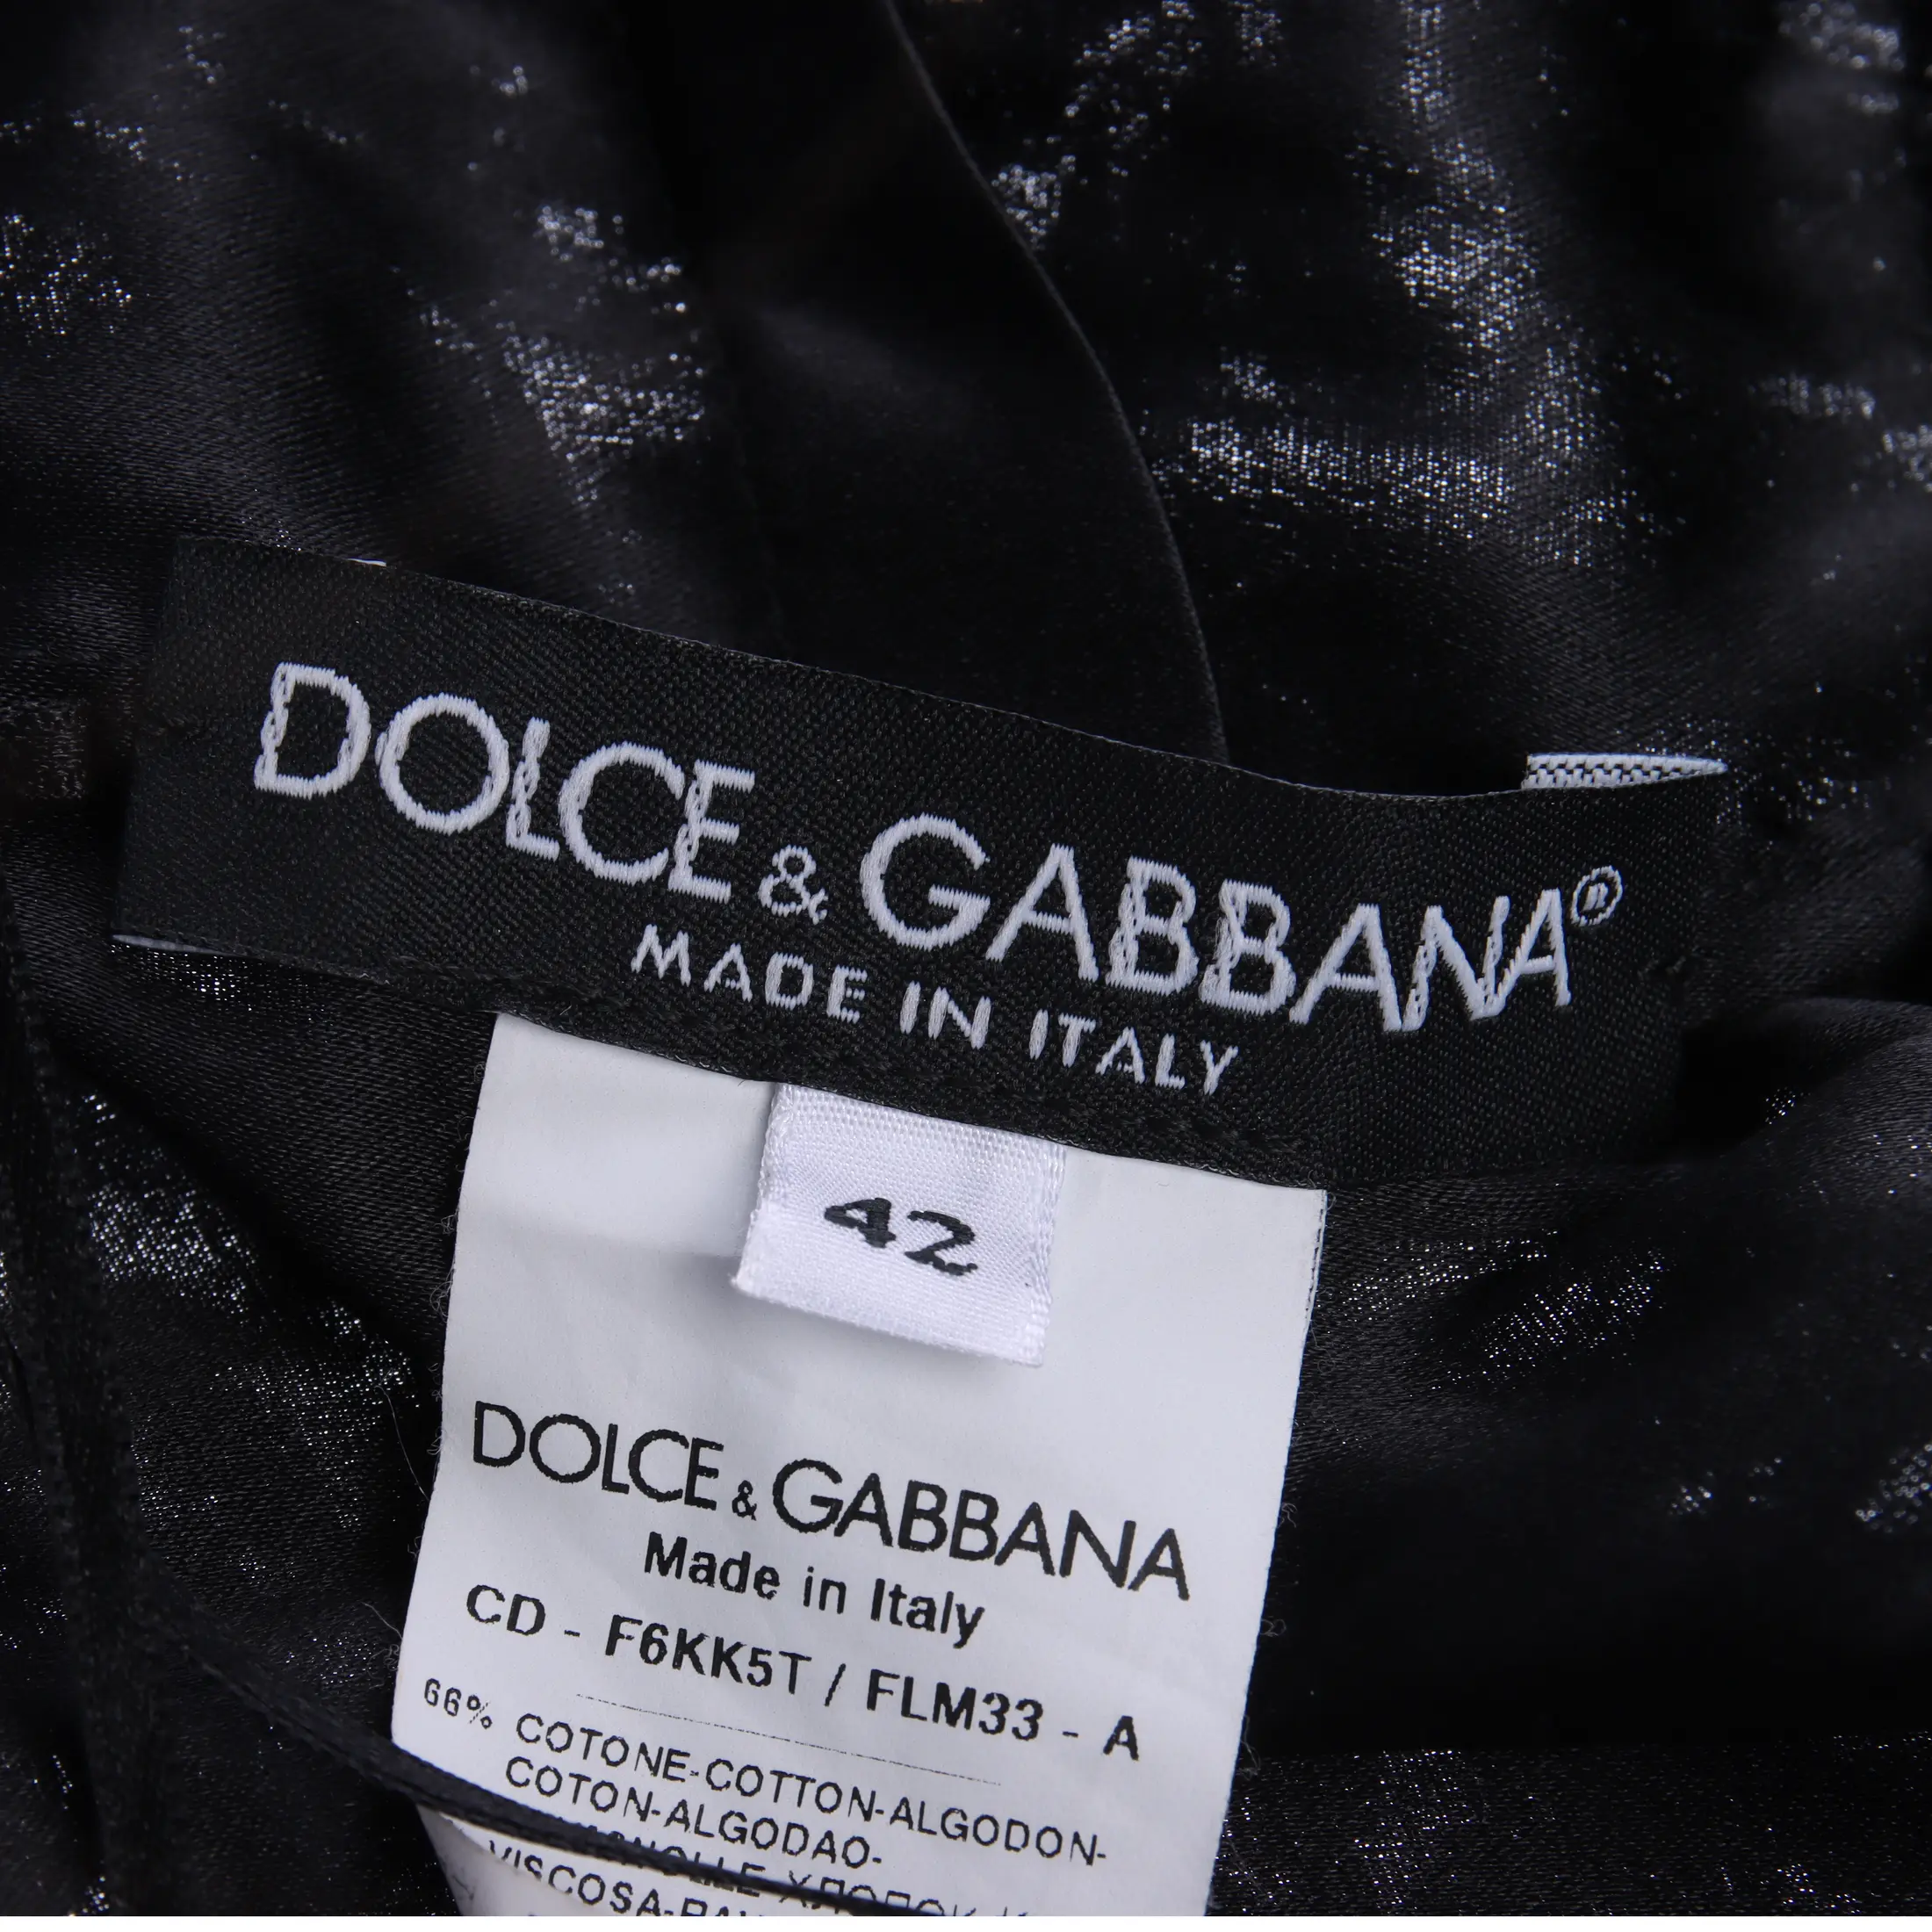 DOLCE & GABBANA®
MADE IN ITALY
42
DOLCE & GABBANA
Made in Italy
CD - F6KK5T / FLM33 - A
66% COTONE-COTTON-ALGODON-
COTON-ALGODAO-